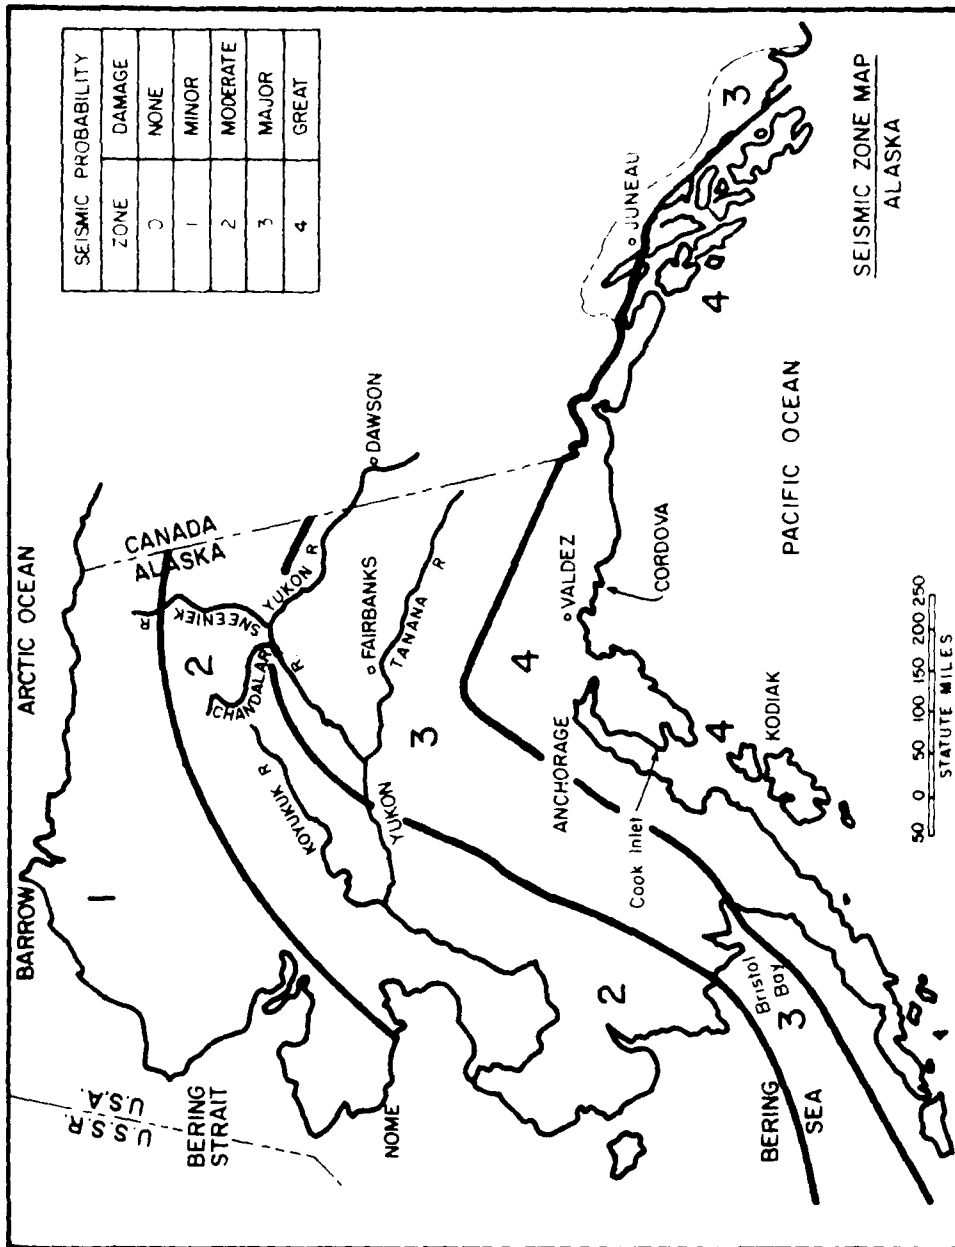 SEISMIC PROBABILITY
ZONE DAMAGE
0 NONE
1 MINOR
2 MODERATE
3 MAJOR
4 GREAT
ARCTIC OCEAN
BARROW
U.S.S.R.
U.S.A.
BERING
STRAIT
NOME
1
CANADA
ALASKA
2
SNEENIEK
R
CHANDALAR
R
YUKON R
DAWSON
KOYUKUK R
FAIRBANKS
TANANA R
YUKON
3
2
4
ANCHORAGE
VALDEZ
CORDOVA
Cook Inlet
4
KODIAK
Bristol
Bay
3
BERING
SEA
JUNEAU
3
4
PACIFIC OCEAN
50 0 50 100 150 200 250
STATUTE MILES
SEISMIC ZONE MAP
ALASKA